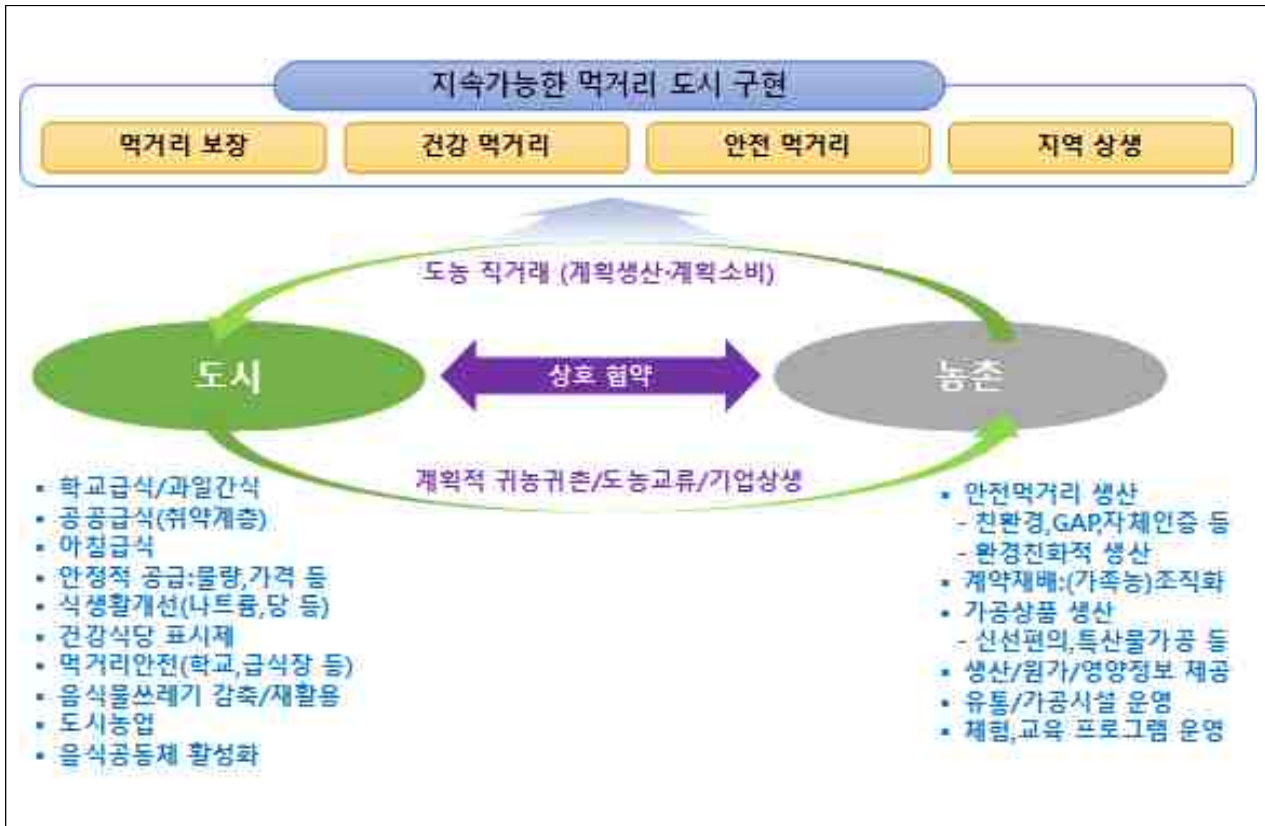 지속가능한 먹거리 도시 구현
먹거리 보장
건강 먹거리
안전 먹거리
지역 상생
도농 직거래 (계획생산·계획소비)
도시
상호 협약
농촌
계획적 귀농귀촌/도농교류/기업상생
▪ 학교급식/과일간식
▪ 공공급식(취약계층)
▪ 아침급식
▪ 안정적 공급:물량,가격 등
▪ 식생활개선(나트륨,당 등)
▪ 건강식당 표시제
▪ 먹거리안전(학교,급식장 등)
▪ 음식물쓰레기 감축/재활용
▪ 도시농업
▪ 음식공동체 활성화
▪ 안전먹거리 생산
- 친환경,GAP,자체인증 등
- 환경친화적 생산
▪ 계약재배:(가족농)조직화
▪ 가공상품 생산
- 신선편의,특산물가공 등
▪ 생산/원가/영양정보 제공
▪ 유통/가공시설 운영
▪ 체험,교육 프로그램 운영